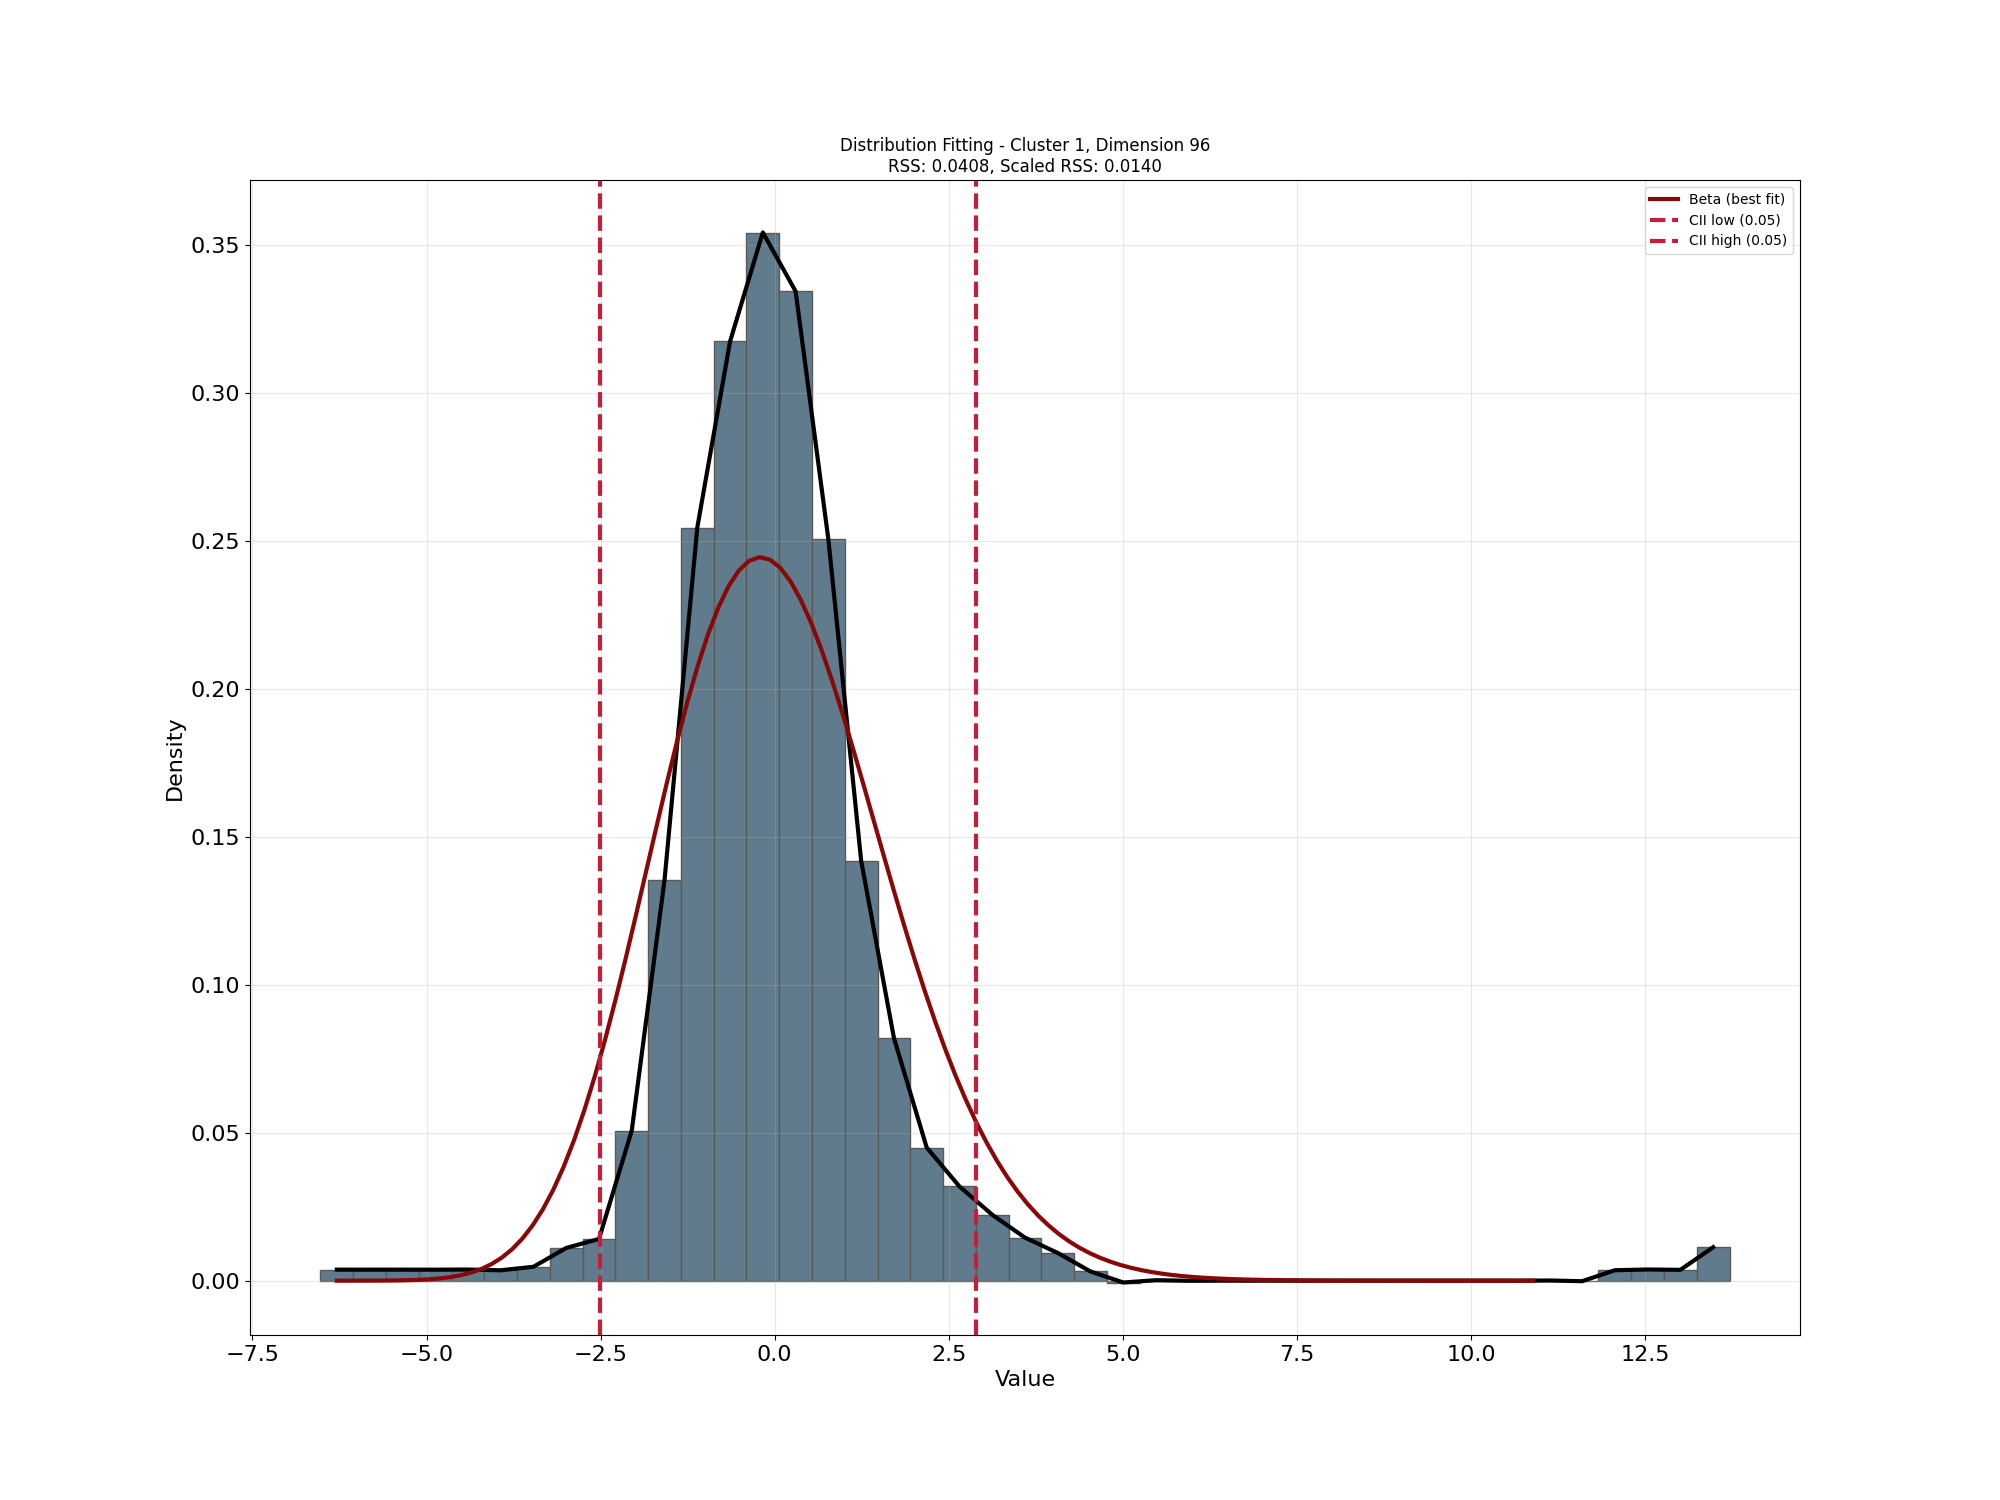 Distribution Fitting - Cluster 1, Dimension 96
RSS: 0.0408, Scaled RSS: 0.0140
Beta (best fit)
CII low (0.05)
CII high (0.05)
0.35
0.30
0.25
0.20
0.15
0.10
0.05
0.00
Density
−7.5 −5.0 −2.5 0.0 2.5 5.0 7.5 10.0 12.5
Value